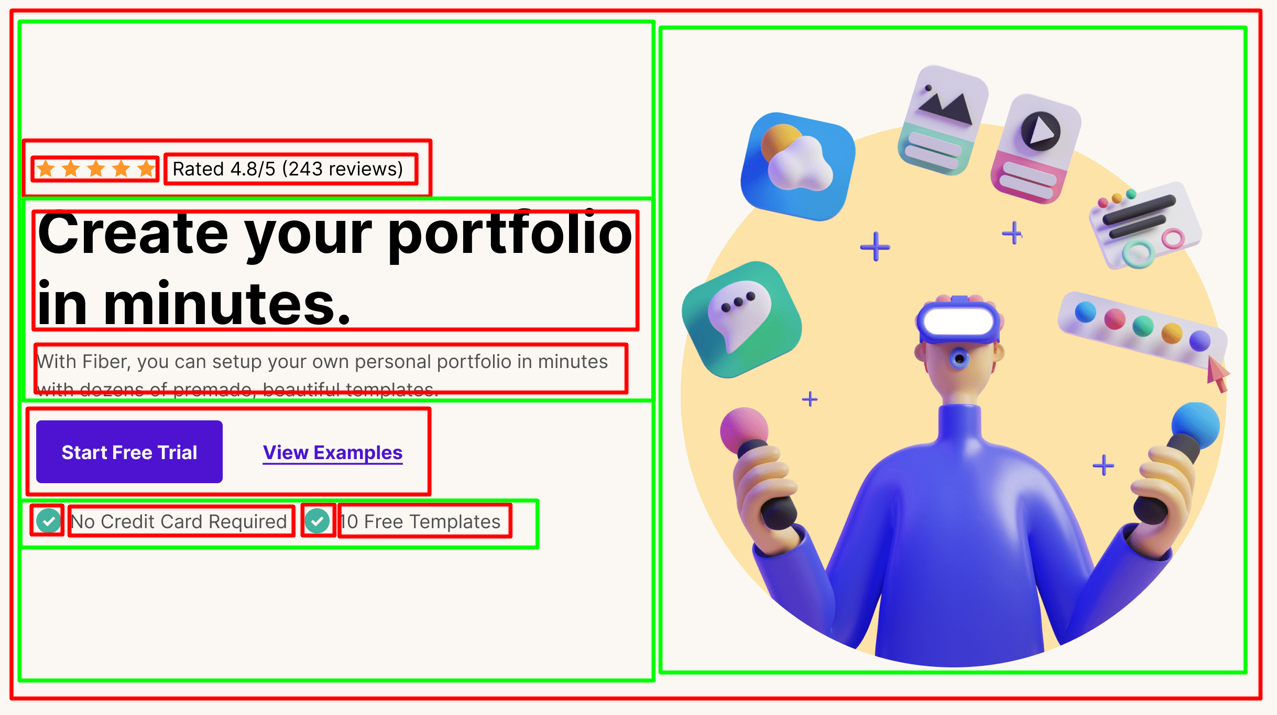 Rated 4.8/5 (243 reviews)
Create your portfolio
in minutes.
With Fiber, you can setup your own personal portfolio in minutes
with dozens of premade, beautiful templates.
Start Free Trial
View Examples
No Credit Card Required
10 Free Templates